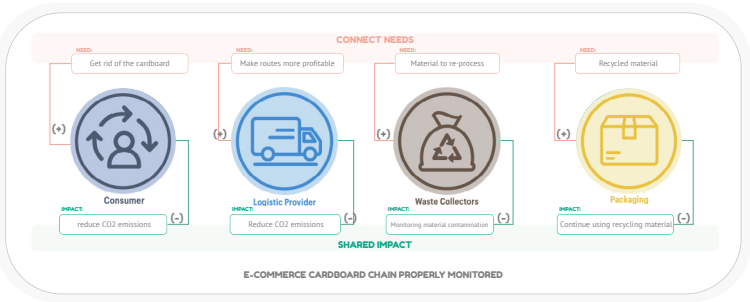 CONNECT NEEDS
NEED:
Get rid of the cardboard
NEED:
Make routes more profitable
NEED:
Material to re-process
NEED:
Recycled material
(+)
(+)
(+)
(+)
Consumer
Logistic Provider
Waste Collectors
Packaging
IMPACT:
reduce CO2 emissions
(-)
IMPACT:
Reduce CO2 emissions
(-)
IMPACT:
Monitoring material contamination
(-)
IMPACT:
Continue using recycling material
(-)
SHARED IMPACT
E-COMMERCE CARDBOARD CHAIN PROPERLY MONITORED